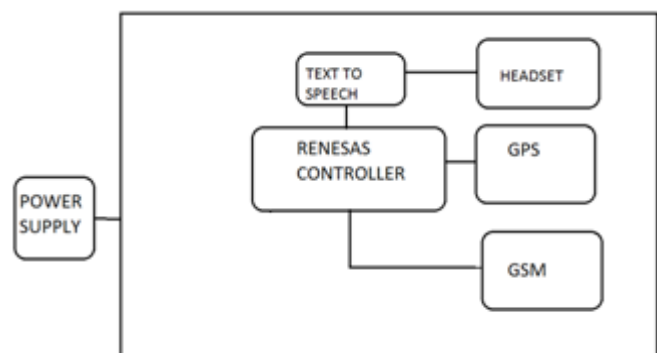 TEXT TO
SPEECH
HEADSET
RENESAS
CONTROLLER
GPS
POWER
SUPPLY
GSM